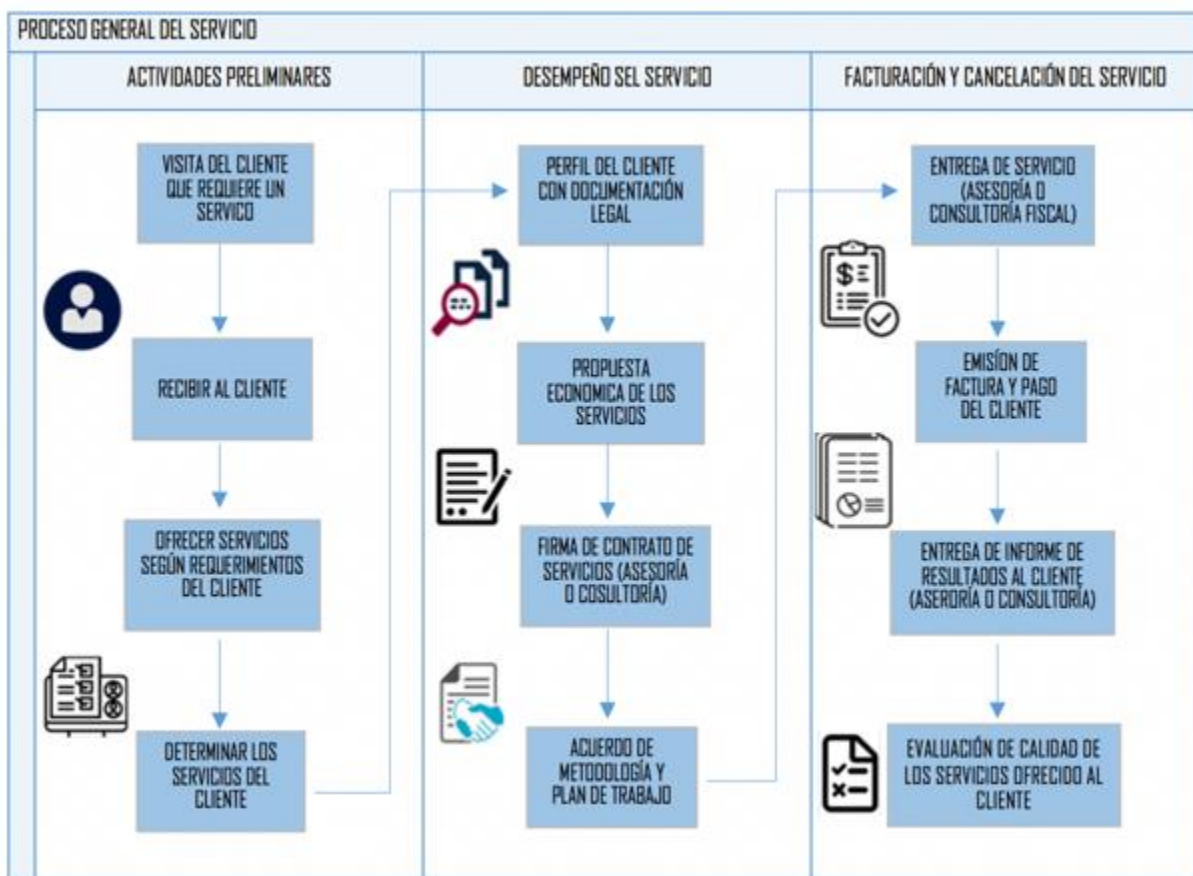 PROCESO GENERAL DEL SERVICIO
ACTIVIDADES PRELIMINARES
VISITA DEL CLIENTE
QUE REQUIERE UN
SERVICO
RECIBIR AL CLIENTE
OFRECER SERVICIOS
SEGÚN REQUERIMIENTOS
DEL CLIENTE
DETERMINAR LOS
SERVICIOS DEL
CLIENTE
DESEMPEÑO SEL SERVICIO
PERFIL DEL CLIENTE
CON DOCUMENTACIÓN
LEGAL
PROPUESTA
ECONOMICA DE LOS
SERVICIOS
FIRMA DE CONTRATO DE
SERVICIOS (ASESORÍA
O COSULTORÍA)
ACUERDO DE
METODOLOGÍA Y
PLAN DE TRABAJO
FACTURACIÓN Y CANCELACIÓN DEL SERVICIO
ENTREGA DE SERVICIO
(ASESORÍA O
CONSULTORÍA FISCAL)
EMISÍON DE
FACTURA Y PAGO
DEL CLIENTE
ENTREGA DE INFORME DE
RESULTADOS AL CLIENTE
(ASERORÍA O CONSULTORÍA)
EVALUACIÓN DE CALIDAD DE
LOS SERVICIOS OFRECIDO AL
CLIENTE